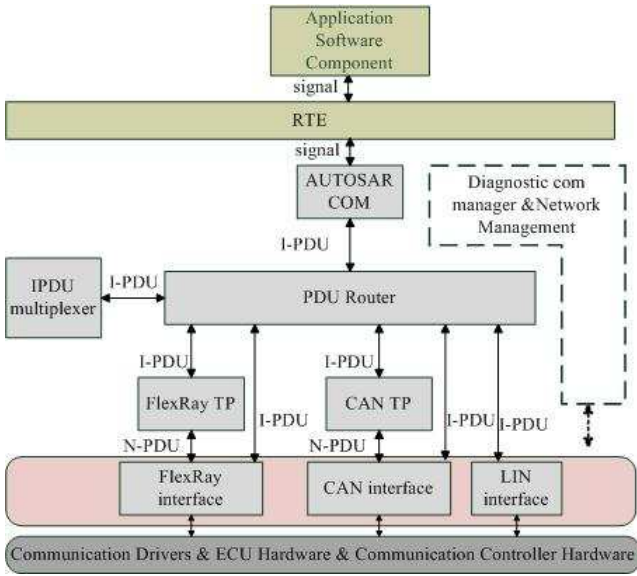 Application
Software
Component
signal
RTE
signal
AUTOSAR
COM
Diagnostic com
manager &Network
Management
I-PDU
IPDU
multiplexer
I-PDU
PDU Router
I-PDU
I-PDU
FlexRay TP
I-PDU
CAN TP
I-PDU
I-PDU
N-PDU
N-PDU
FlexRay
interface
CAN interface
LIN
interface
Communication Drivers & ECU Hardware & Communication Controller Hardware